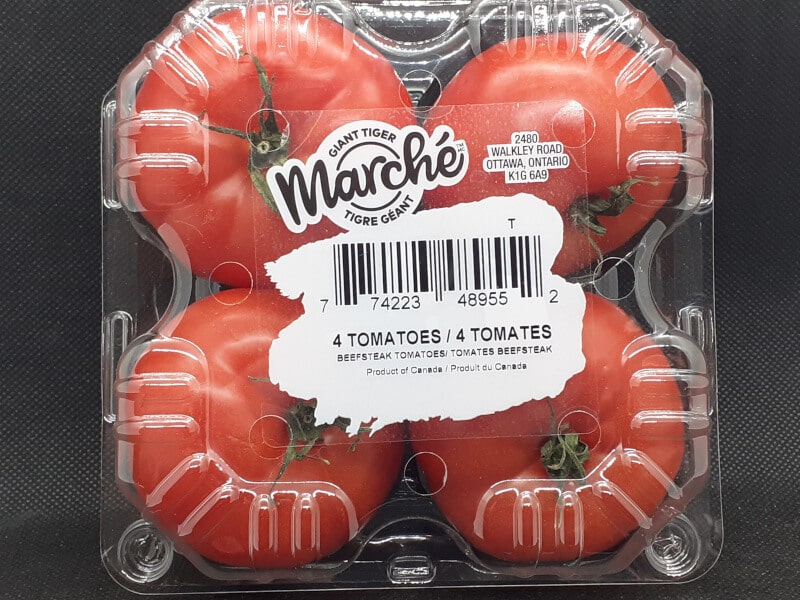 GIANT TIGER
Marché™
TIGRE GÉANT
2480
WALKLEY ROAD
OTTAWA, ONTARIO
K1G 6A9
T
7 74223 48955 2
4 TOMATOES / 4 TOMATES
BEEFSTEAK TOMATOES/ TOMATES BEEFSTEAK
Product of Canada / Produit du Canada